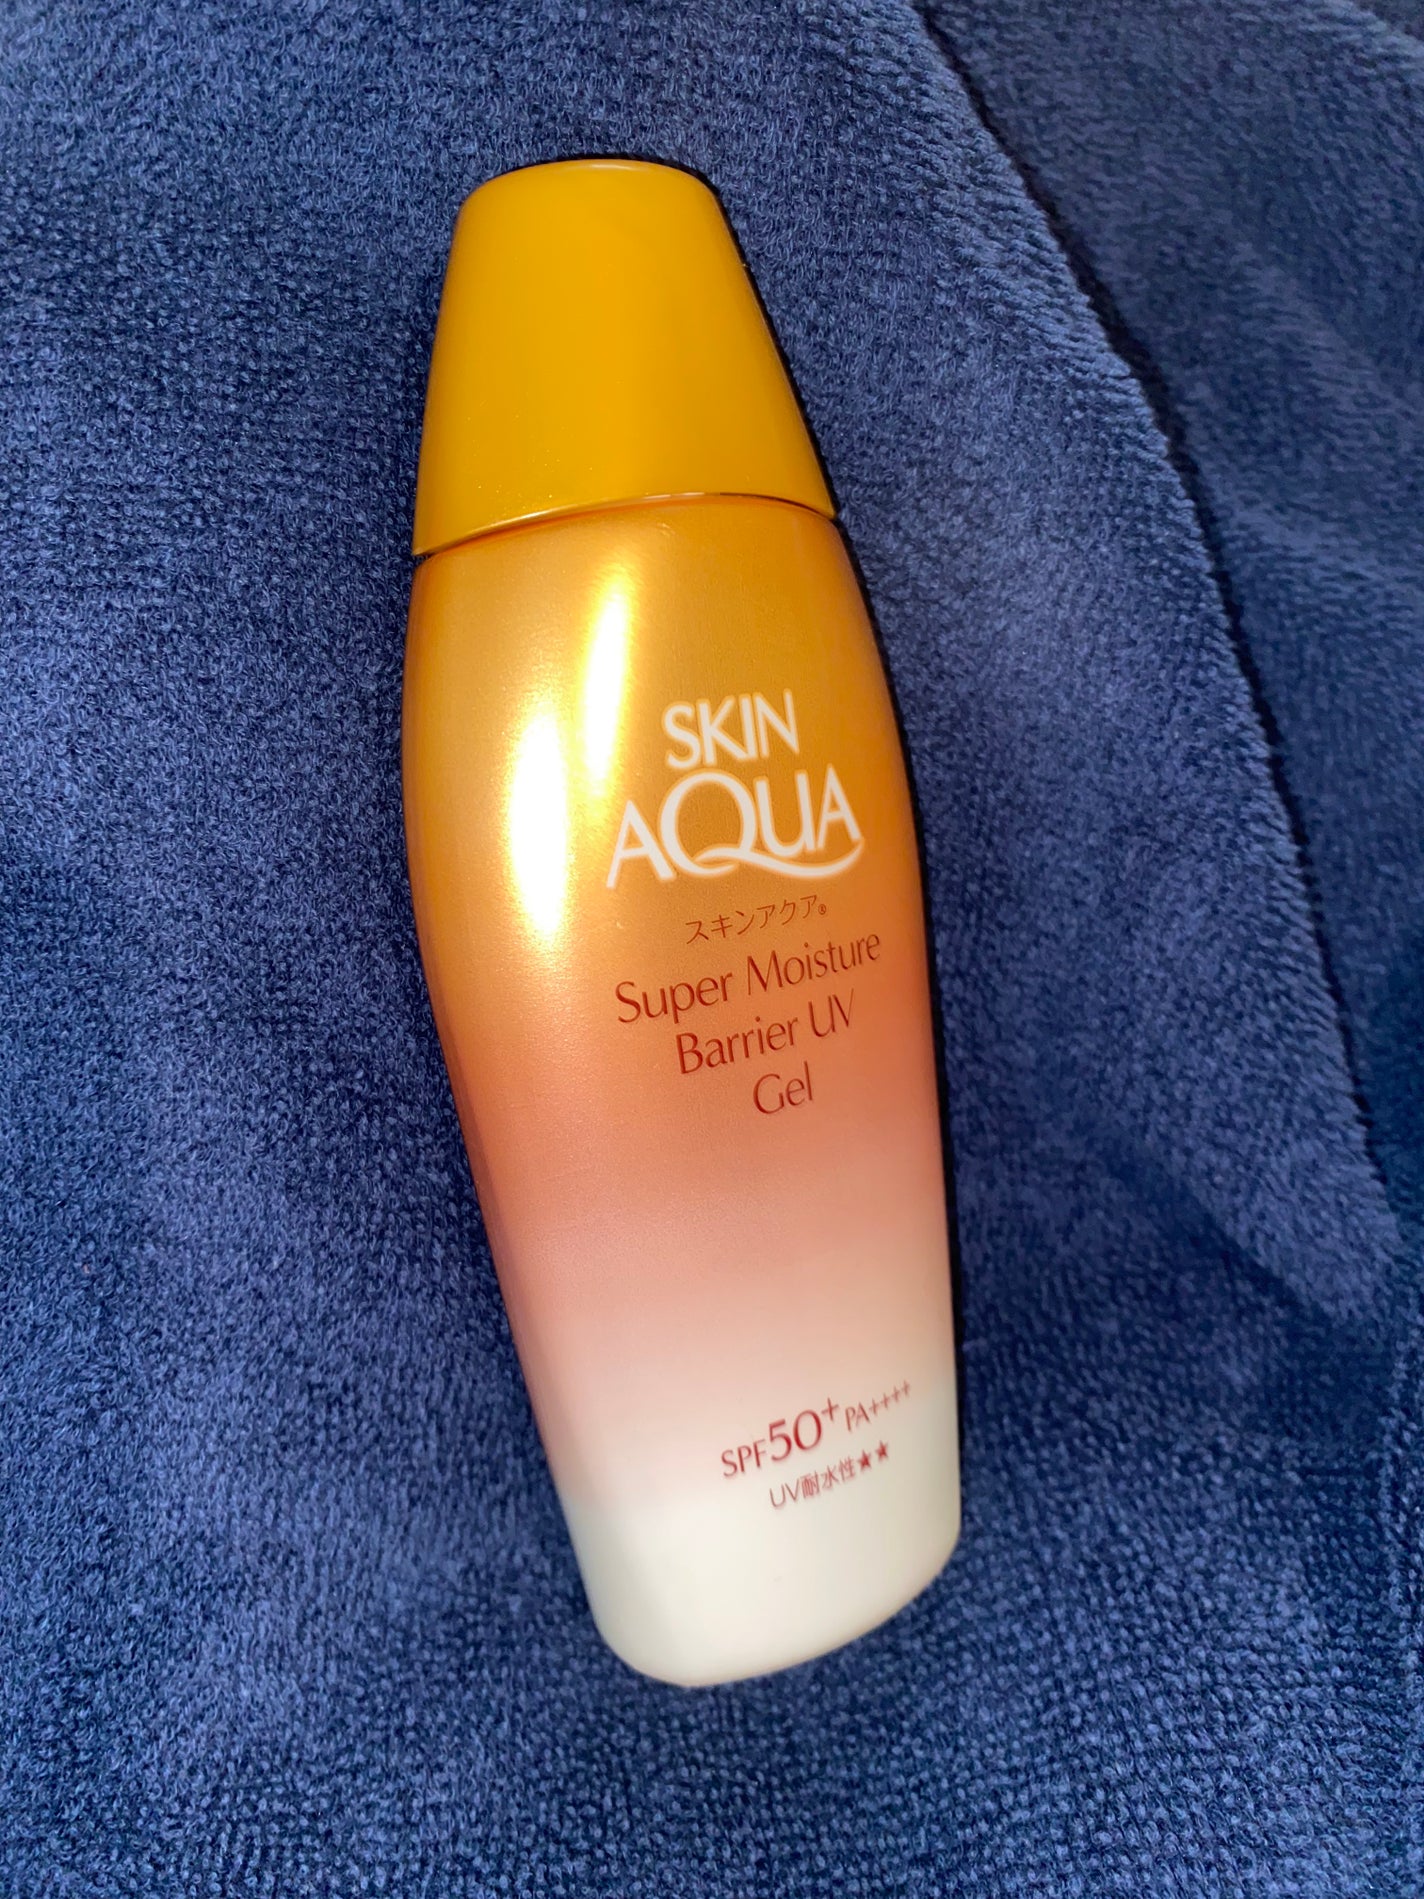 SKIN
AQUA
スキンアクア®
Super Moisture
Barrier UV
Gel
SPF50+ PA++++
UV耐水性★★